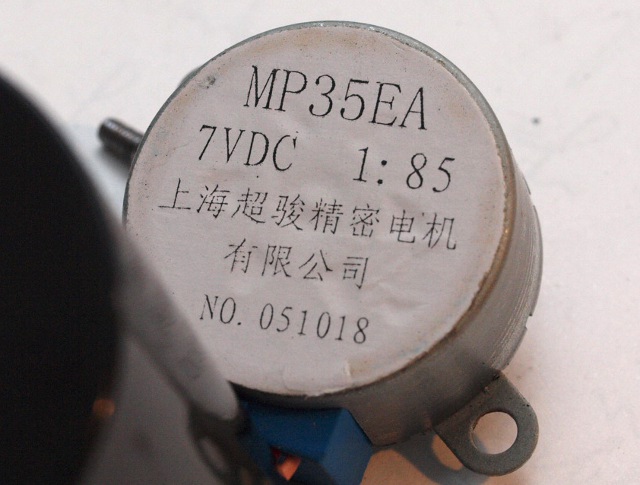 MP35EA
7VDC 1:85
上海超骏精密电机
有限公司
NO. 051018